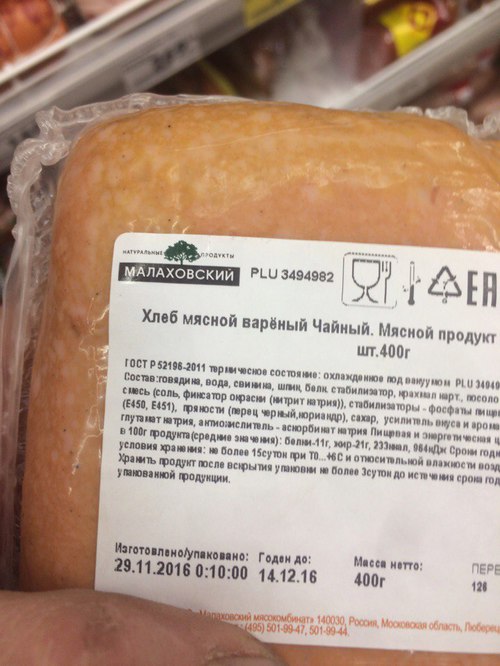 НАТУРАЛЬНЫЕ ПРОДУКТЫ
МАЛАХОВСКИЙ
PLU 3494982
ЕА
Хлеб мясной варёный Чайный. Мясной продукт
шт.400г
ГОСТ Р 52196-2011 термическое состояние: охлажденное под вакуумом PLU 34949
Состав:говядина, вода, свинина, шпик, белк. стабилизатор, крахмал карт., посоло
смесь (соль, фиксатор окраски (нитрит натрия)), стабилизаторы - фосфаты пищев
(Е450, Е451), пряности (перец черный,кориандр), сахар, усилитель вкуса и арома
глутамат натрия, антиокислитель - аскорбинат натрия Пищевая и энергетическая ц
в 100г продукта(средние значения): белки-11г, жир-21г, 233ккал, 964кДж Сроки годн
условия хранения: не более 15суток при Т0...+6С и относительной влажности возд
Хранить продукт после вскрытия упаковки не более 3суток до истечения срока год
упакованной продукции.
Изготовлено/упаковано: Годен до: Масса нетто: ПЕРЕ
29.11.2016 0:10:00 14.12.16 400г 126
Малаховский мясокомбинат» 140030, Россия, Московская область, Люберец
(495) 501-99-47, 501-99-44.